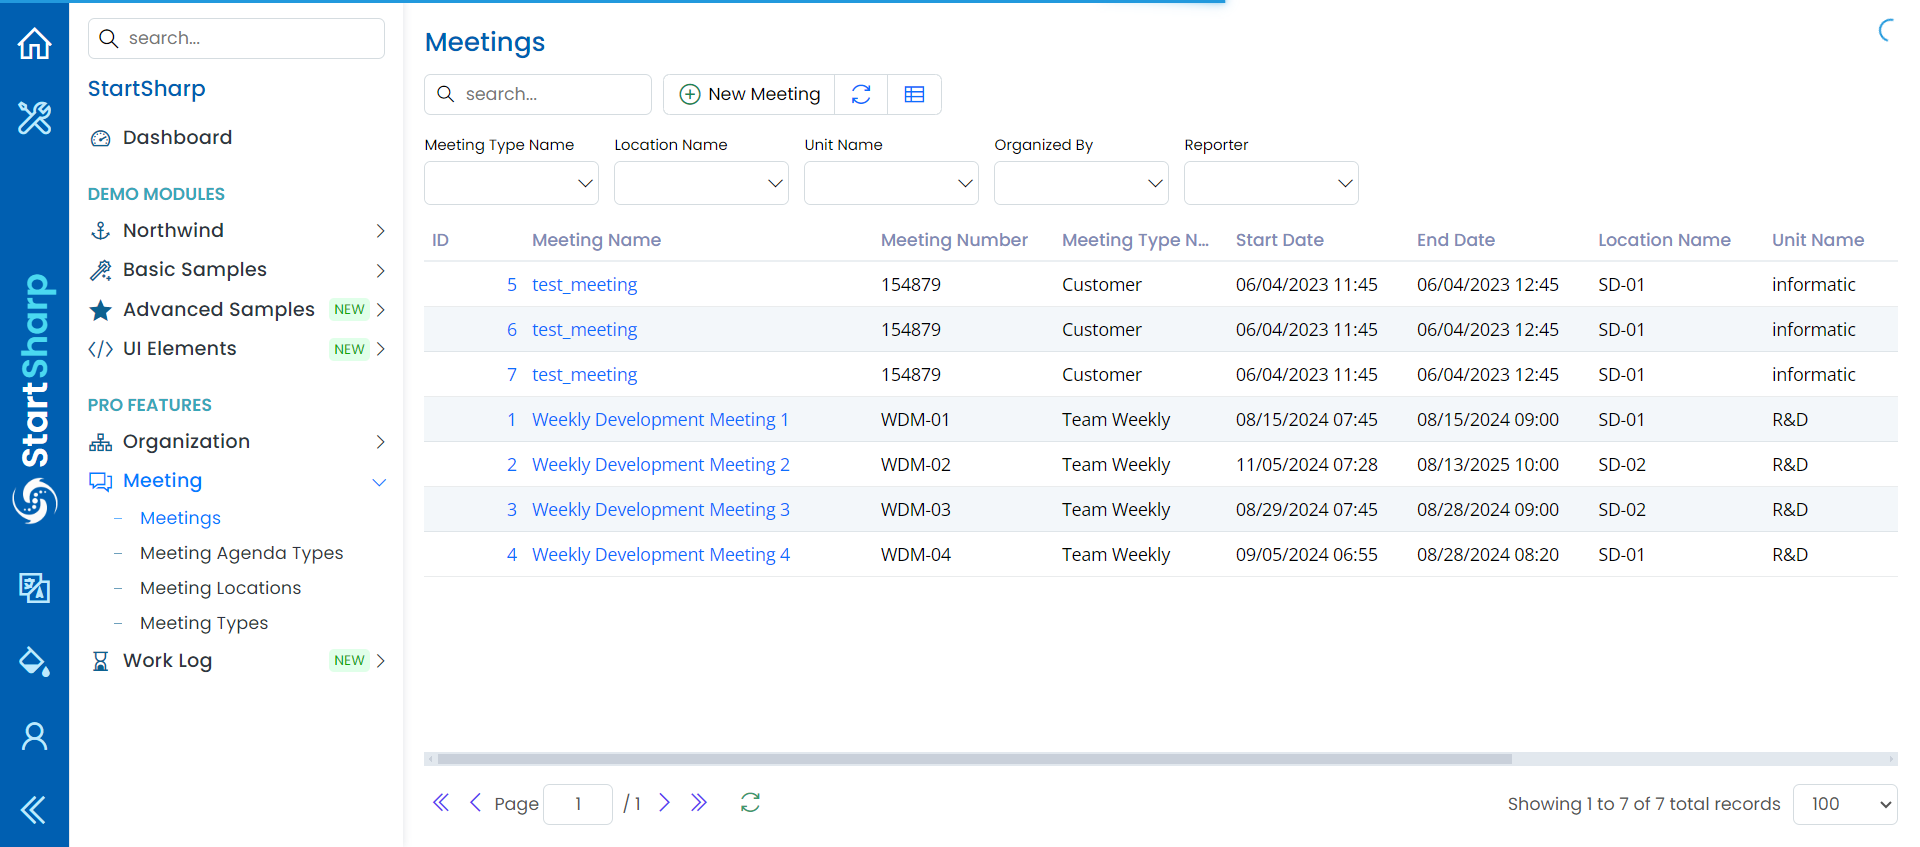 StartSharp
search...
StartSharp
Dashboard
DEMO MODULES
Northwind
Basic Samples
Advanced Samples NEW
UI Elements NEW
PRO FEATURES
Organization
Meeting
Meetings
Meeting Agenda Types
Meeting Locations
Meeting Types
Work Log NEW
Meetings
search... New Meeting
Meeting Type Name Location Name Unit Name Organized By Reporter
ID Meeting Name Meeting Number Meeting Type N... Start Date End Date Location Name Unit Name
5 test_meeting 154879 Customer 06/04/2023 11:45 06/04/2023 12:45 SD-01 informatic
6 test_meeting 154879 Customer 06/04/2023 11:45 06/04/2023 12:45 SD-01 informatic
7 test_meeting 154879 Customer 06/04/2023 11:45 06/04/2023 12:45 SD-01 informatic
1 Weekly Development Meeting 1 WDM-01 Team Weekly 08/15/2024 07:45 08/15/2024 09:00 SD-01 R&D
2 Weekly Development Meeting 2 WDM-02 Team Weekly 11/05/2024 07:28 08/13/2025 10:00 SD-02 R&D
3 Weekly Development Meeting 3 WDM-03 Team Weekly 08/29/2024 07:45 08/28/2024 09:00 SD-02 R&D
4 Weekly Development Meeting 4 WDM-04 Team Weekly 09/05/2024 06:55 08/28/2024 08:20 SD-01 R&D
Page 1 / 1 Showing 1 to 7 of 7 total records 100